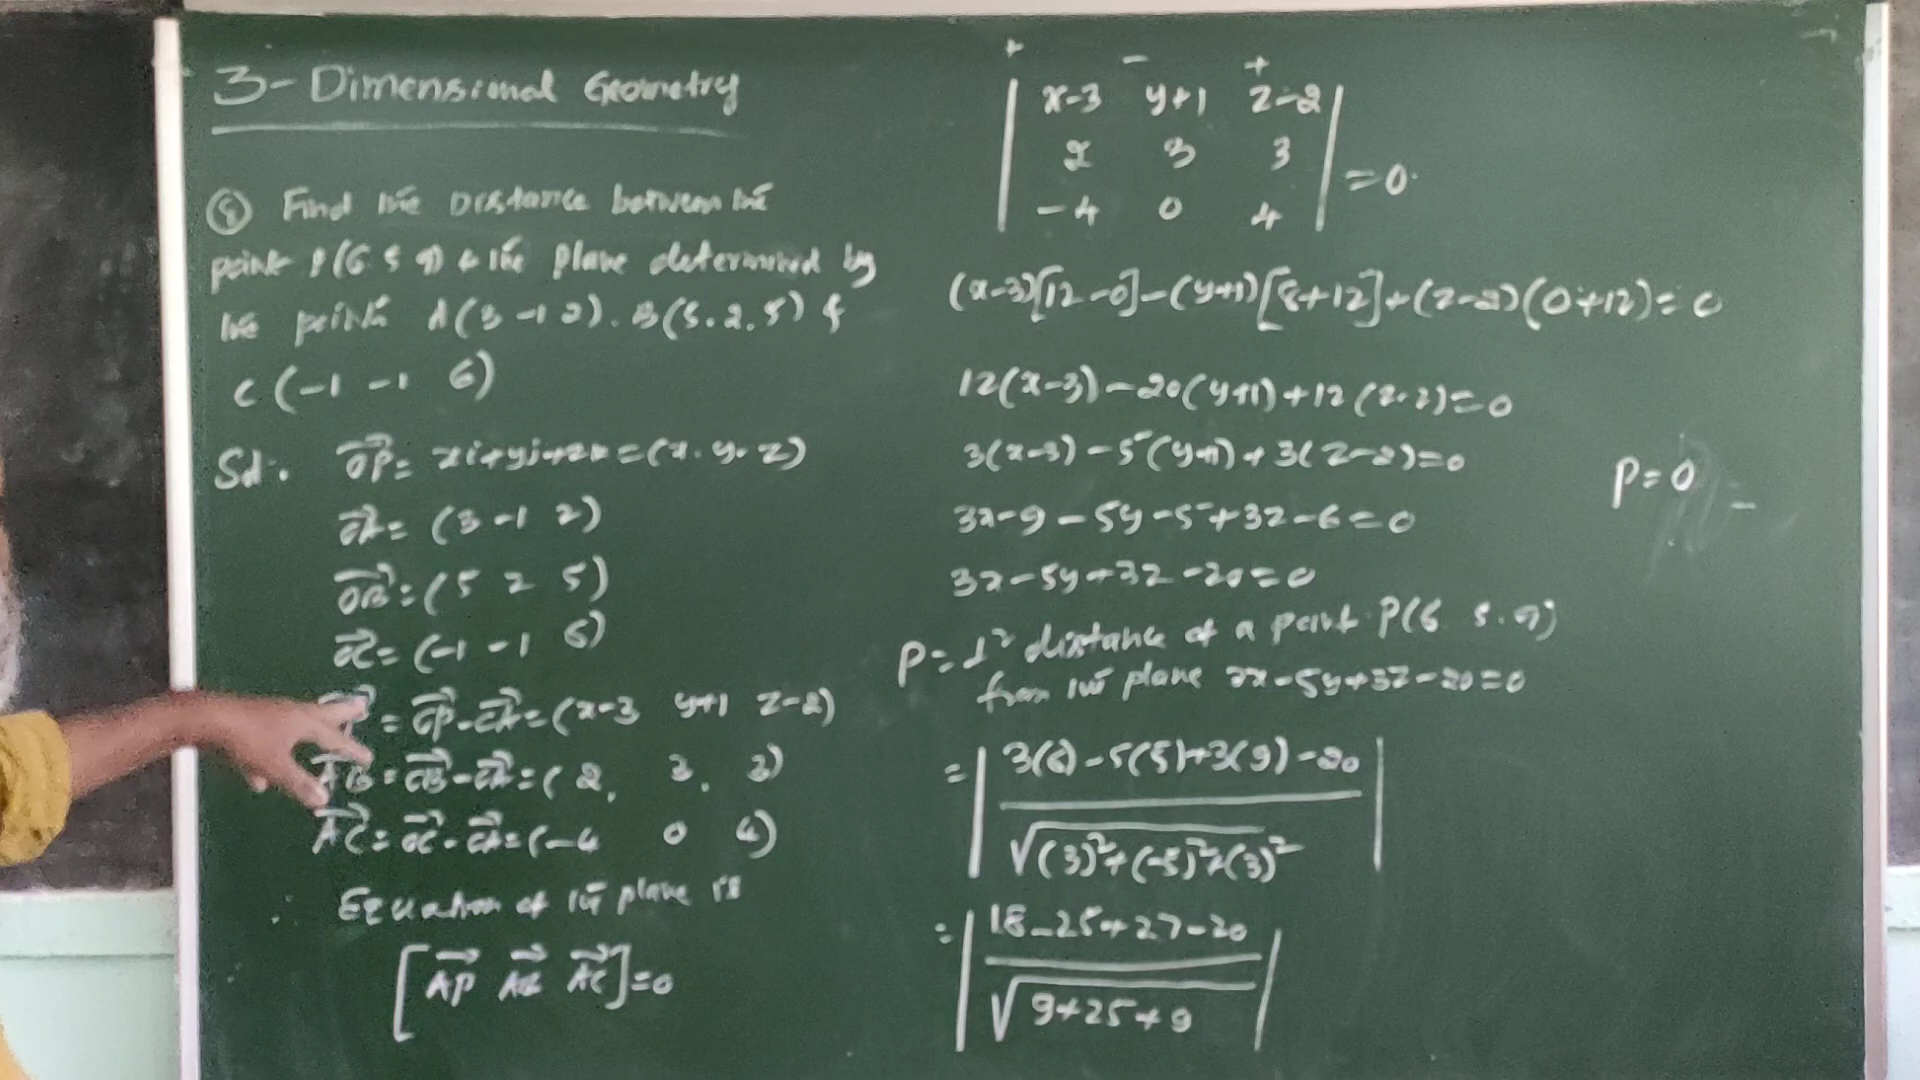 3-Dimensional Geometry
⑧ Find the Distance between the
point P(6 5 9) & the plane determined by
the points A(3 -1 2). B(5.2.5) &
C (-1 -1 6)
Sol:. OP = xi+yj+zk = (x. y. z)
OA = (3 -1 2)
OB = (5 2 5)
OC = (-1 -1 6)
= OP - OA = (x-3 y+1 z-2)
AB = OB - OA = (2, 3, 3)
AC = OC - OA = (-4 0 4)
∴ Equation of the plane is
[AP AB AC] = 0
+ - +
| x-3 y+1 z-2 |
| 2 3 3 | = 0.
| -4 0 4 |
(x-3)[12-0]-(y+1)[8+12]+(z-2)(0+12)=0
12(x-3)-20(y+1)+12(z-2)=0
3(x-3)-5(y+1)+3(z-2)=0
3x-9-5y-5+3z-6=0
3x-5y+3z-20=0
P = ⊥r distance of a point P(6 5.9)
from the plane 3x-5y+3z-20=0
= | 3(6)-5(5)+3(9)-20
√(3)²+(-5)²+(3)² |
= | 18-25+27-20
√9+25+9 |
P=0